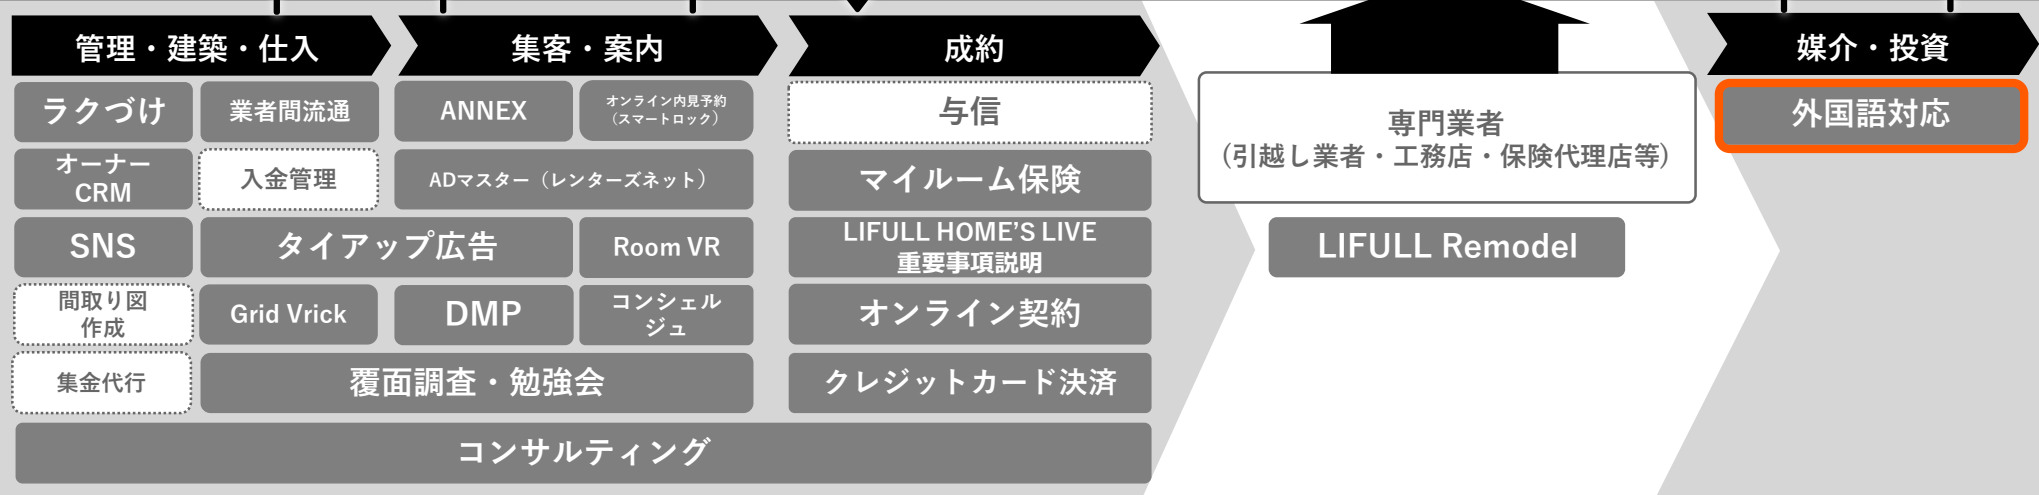 管理・建築・仕入
集客・案内
成約
媒介・投資
ラクづけ
業者間流通
ANNEX
オンライン内見予約
（スマートロック）
与信
専門業者
(引越し業者・工務店・保険代理店等)
外国語対応
オーナー
CRM
入金管理
ADマスター（レンターズネット）
マイルーム保険
SNS
タイアップ広告
Room VR
LIFULL HOME'S LIVE
重要事項説明
LIFULL Remodel
間取り図
作成
Grid Vrick
DMP
コンシェル
ジュ
オンライン契約
集金代行
覆面調査・勉強会
クレジットカード決済
コンサルティング